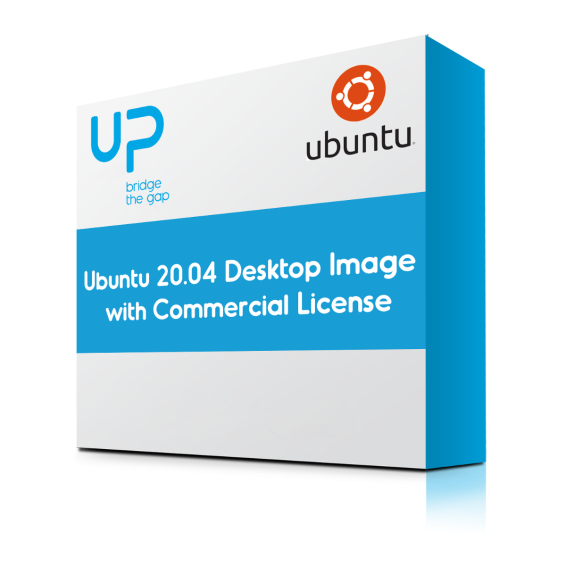 UP
bridge
the gap
ubuntu
Ubuntu 20.04 Desktop Image
with Commercial License